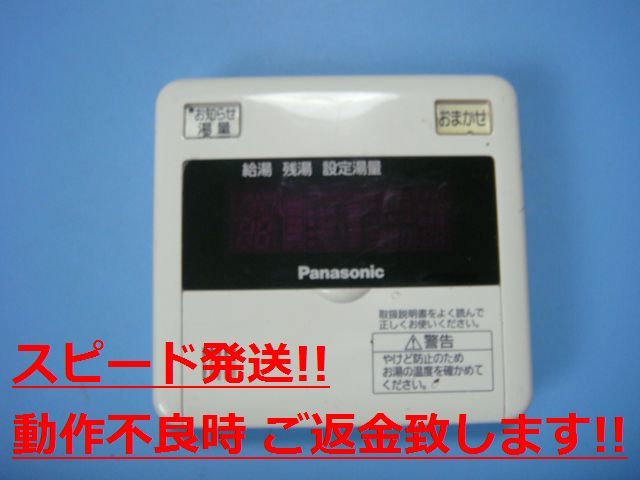 お知らせ
湯量
おまかせ
給湯 残湯 設定湯量
Panasonic
取扱説明書をよく読んで
正しくお使いください。
⚠警告
やけど防止のため
お湯の温度を確かめて
ください。
スピード発送!!
動作不良時 ご返金致します!!